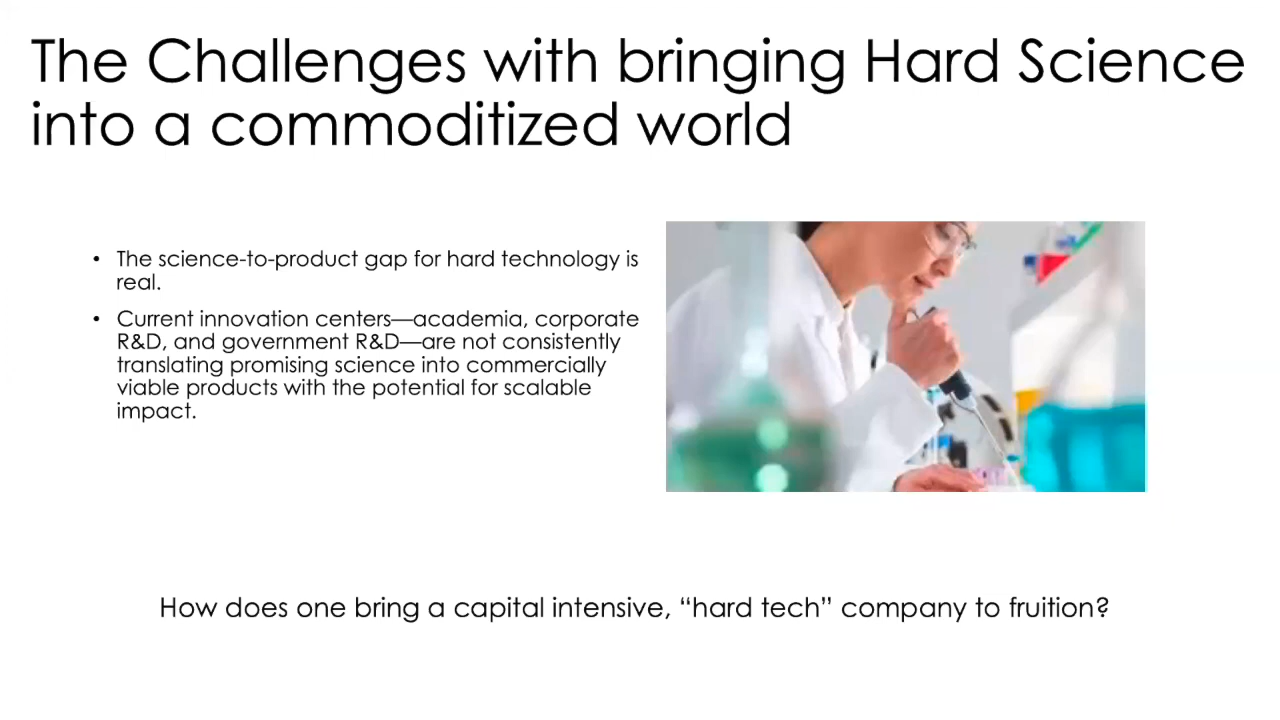 The Challenges with bringing Hard Science
into a commoditized world
• The science-to-product gap for hard technology is
real.
• Current innovation centers—academia, corporate
R&D, and government R&D—are not consistently
translating promising science into commercially
viable products with the potential for scalable
impact.
How does one bring a capital intensive, “hard tech” company to fruition?